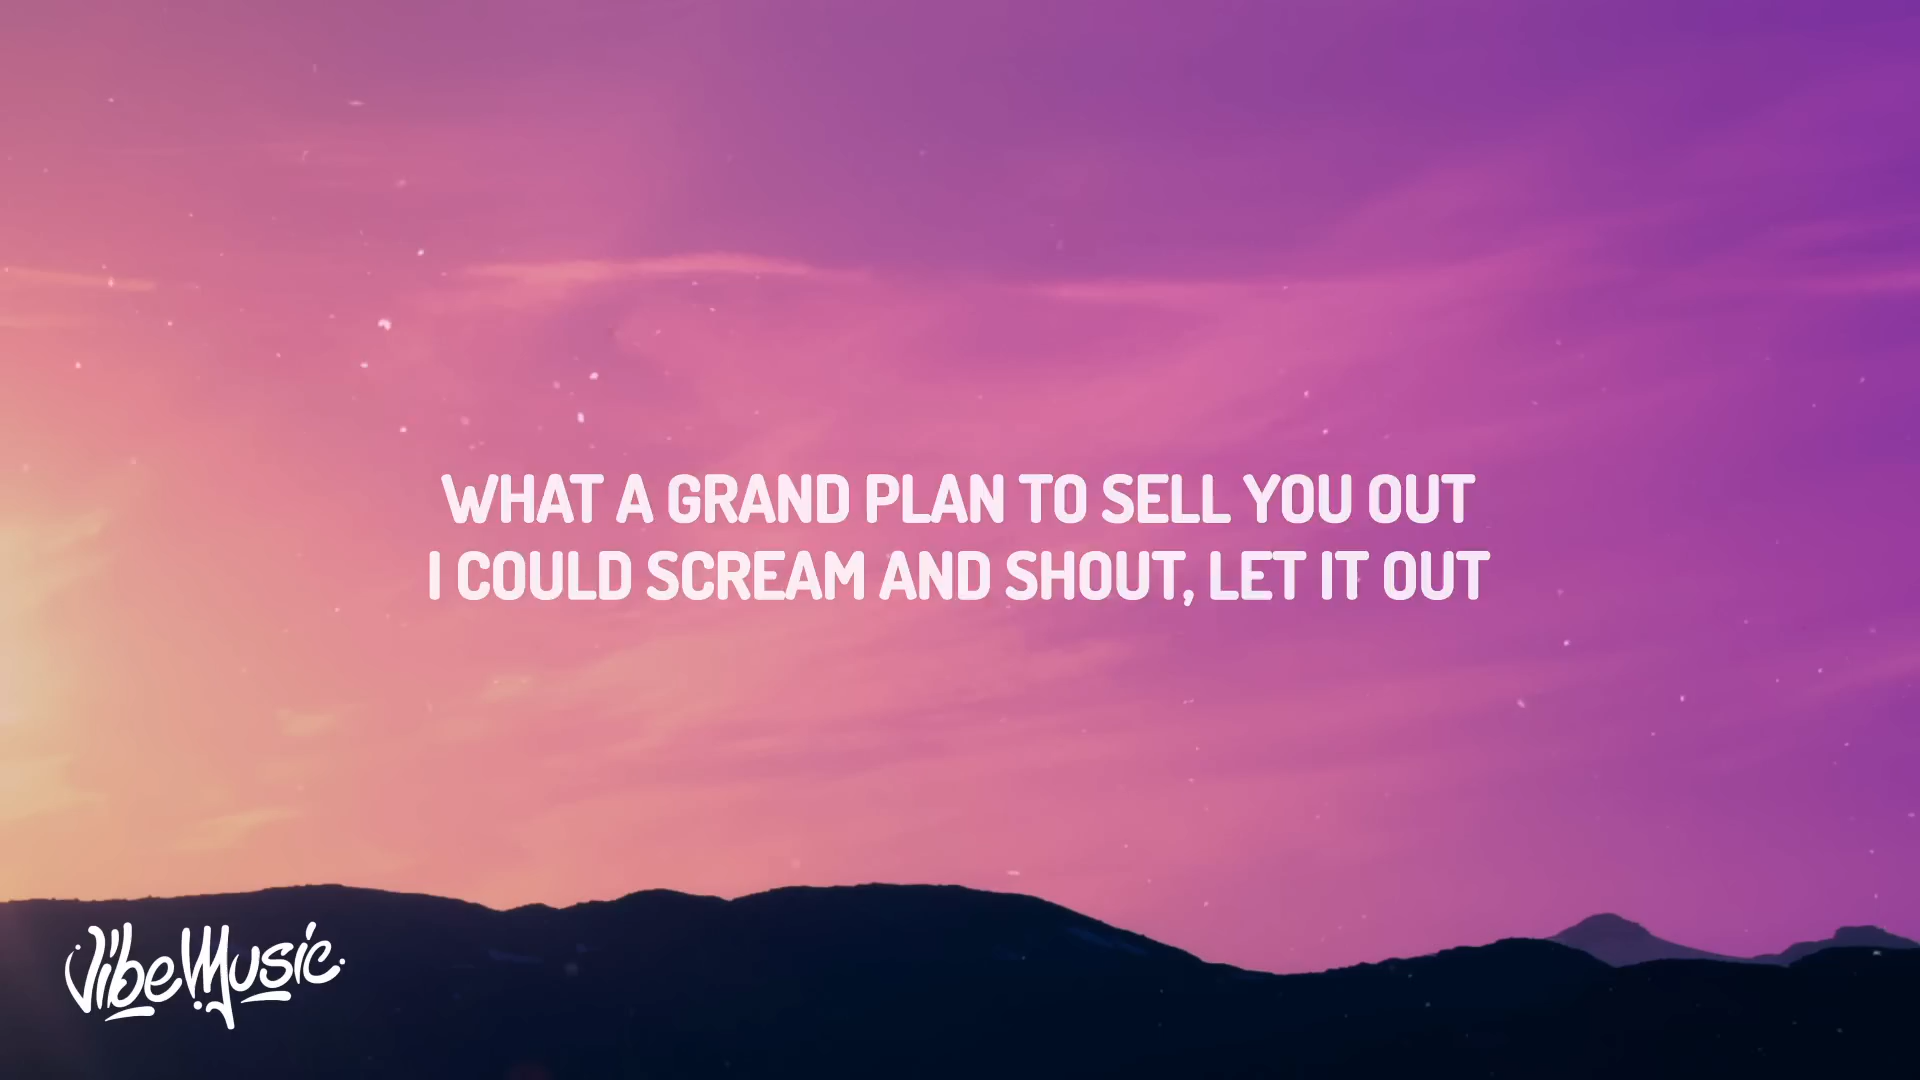 WHAT A GRAND PLAN TO SELL YOU OUT
I COULD SCREAM AND SHOUT, LET IT OUT
VibeMusic.